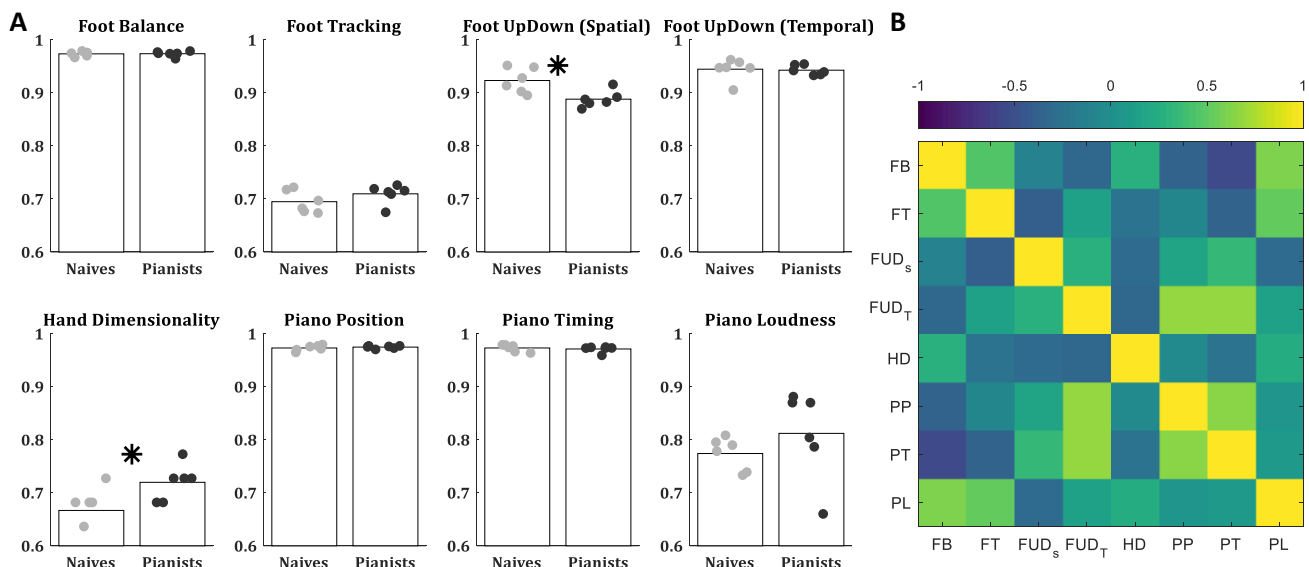 A
Foot Balance
Foot Tracking
Foot UpDown (Spatial)
Foot UpDown (Temporal)
1
0.9
0.8
0.7
0.6
Naives Pianists
1
0.9
0.8
0.7
0.6
Naives Pianists
1
0.9
0.8
0.7
0.6
Naives Pianists
1
0.9
0.8
0.7
0.6
Naives Pianists
Hand Dimensionality
Piano Position
Piano Timing
Piano Loudness
1
0.9
0.8
0.7
0.6
Naives Pianists
1
0.9
0.8
0.7
0.6
Naives Pianists
1
0.9
0.8
0.7
0.6
Naives Pianists
1
0.9
0.8
0.7
0.6
Naives Pianists
B
-1 -0.5 0 0.5 1
FB
FT
FUDs
FUDT
HD
PP
PT
PL
FB FT FUDs FUDT HD PP PT PL